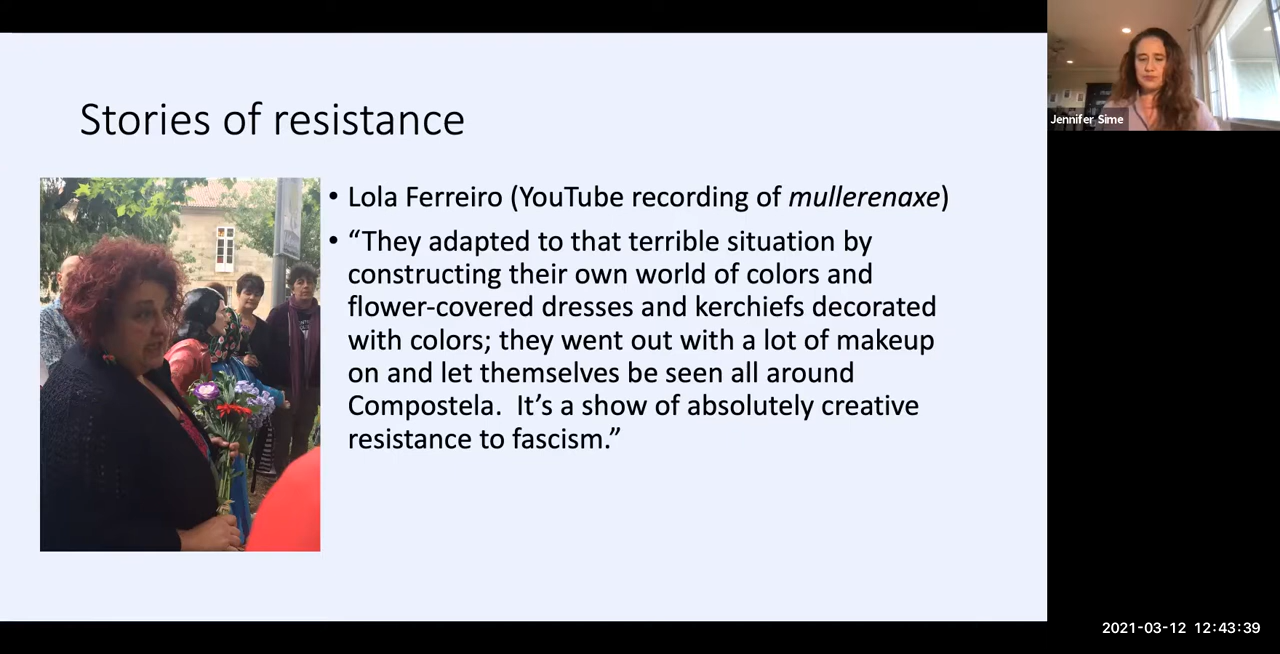 Stories of resistance
• Lola Ferreiro (YouTube recording of mullerenaxe)
• “They adapted to that terrible situation by
constructing their own world of colors and
flower-covered dresses and kerchiefs decorated
with colors; they went out with a lot of makeup
on and let themselves be seen all around
Compostela.  It’s a show of absolutely creative
resistance to fascism.”
Jennifer Sime
2021-03-12 12:43:39